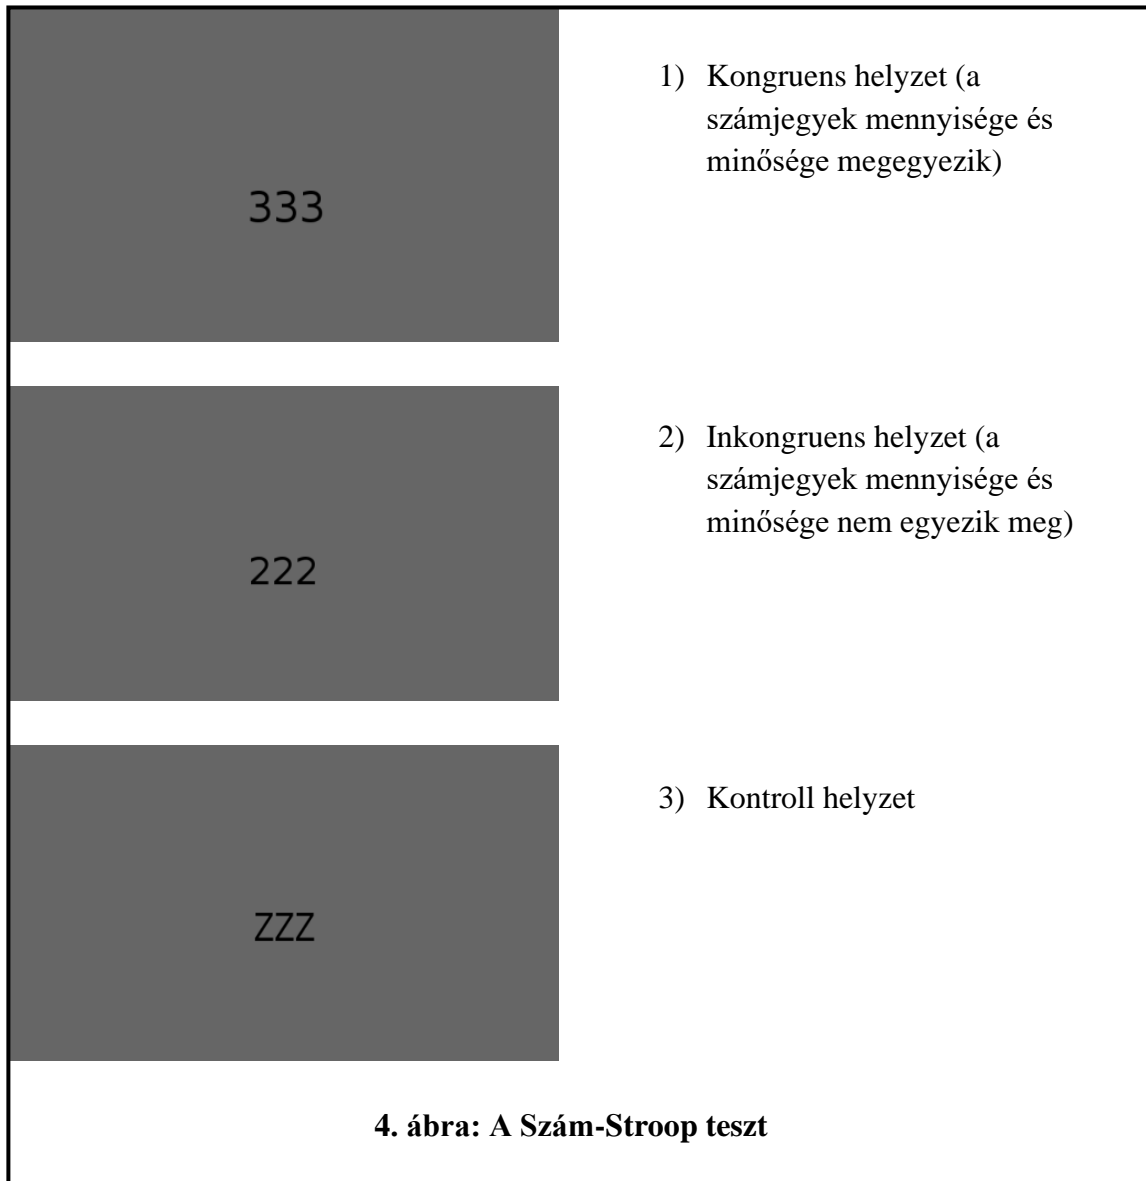 333
1) Kongruens helyzet (a
számjegyek mennyisége és
minősége megegyezik)
222
2) Inkongruens helyzet (a
számjegyek mennyisége és
minősége nem egyezik meg)
ZZZ
3) Kontroll helyzet
4. ábra: A Szám-Stroop teszt